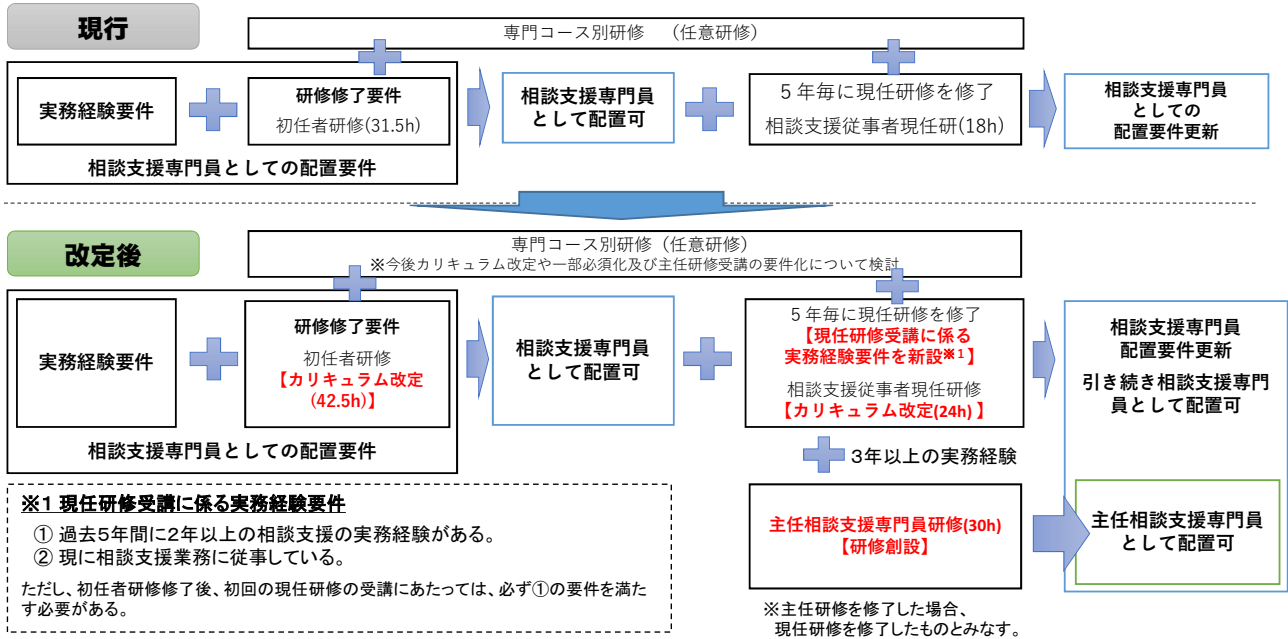 現行
専門コース別研修　（任意研修）
実務経験要件
研修修了要件
初任者研修(31.5h)
相談支援専門員としての配置要件
相談支援専門員
として配置可
５年毎に現任研修を修了
相談支援従事者現任研(18h)
相談支援専門員
としての
配置要件更新
改定後
専門コース別研修（任意研修）
※今後カリキュラム改定や一部必須化及び主任研修受講の要件化について検討
実務経験要件
研修修了要件
初任者研修
【カリキュラム改定
(42.5h)】
相談支援専門員としての配置要件
相談支援専門員
として配置可
５年毎に現任研修を修了
【現任研修受講に係る
実務経験要件を新設※1】
相談支援従事者現任研修
【カリキュラム改定(24h) 】
相談支援専門員
配置要件更新
引き続き相談支援専門
員として配置可
3年以上の実務経験
主任相談支援専門員研修(30h)
【研修創設】
主任相談支援専門員
として配置可
※主任研修を修了した場合、
現任研修を修了したものとみなす。
※1 現任研修受講に係る実務経験要件
① 過去5年間に2年以上の相談支援の実務経験がある。
② 現に相談支援業務に従事している。
ただし、初任者研修修了後、初回の現任研修の受講にあたっては、必ず①の要件を満た
す必要がある。